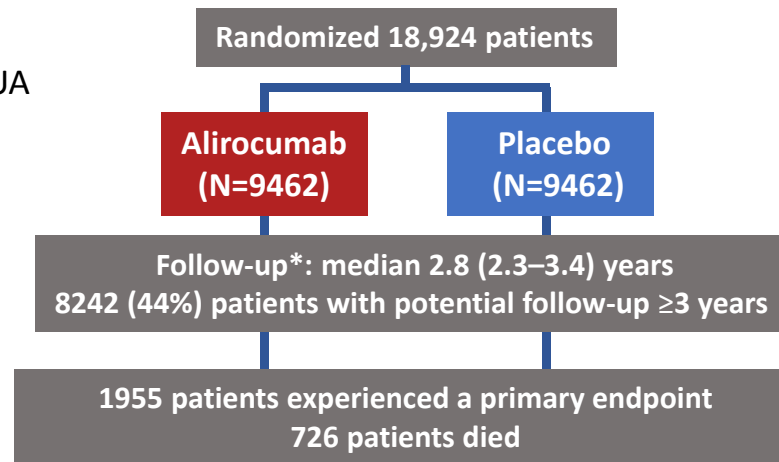 Randomized 18,924 patients
UA
Alirocumab
(N=9462)
Placebo
(N=9462)
Follow-up*: median 2.8 (2.3–3.4) years
8242 (44%) patients with potential follow-up ≥3 years
1955 patients experienced a primary endpoint
726 patients died